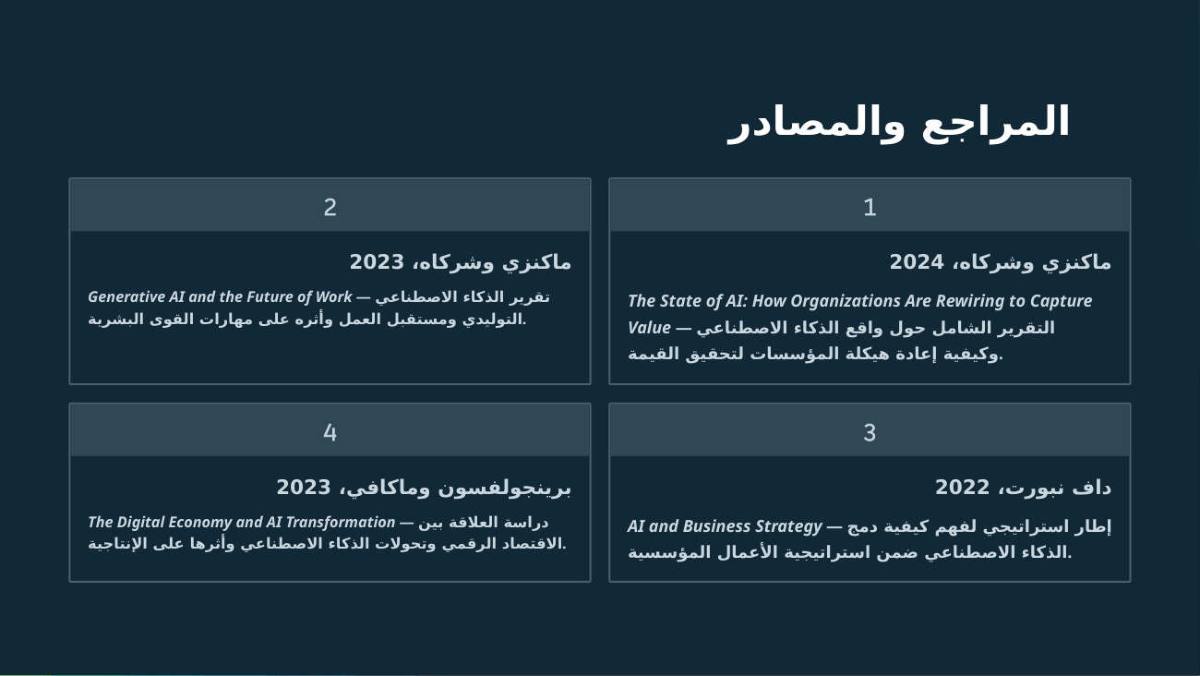 المراجع والمصادر
1
ماكنزي وشركاه، 2024
The State of AI: How Organizations Are Rewiring to Capture
Value — التقرير الشامل حول واقع الذكاء الاصطناعي
وكيفية إعادة هيكلة المؤسسات لتحقيق القيمة.
2
ماكنزي وشركاه، 2023
Generative AI and the Future of Work — تقرير الذكاء الاصطناعي
التوليدي ومستقبل العمل وأثره على مهارات القوى البشرية.
3
داف نبورت، 2022
AI and Business Strategy — إطار استراتيجي لفهم كيفية دمج
الذكاء الاصطناعي ضمن استراتيجية الأعمال المؤسسية.
4
برينجولفسون وماكافي، 2023
The Digital Economy and AI Transformation — دراسة العلاقة بين
الاقتصاد الرقمي وتحولات الذكاء الاصطناعي وأثرها على الإنتاجية.